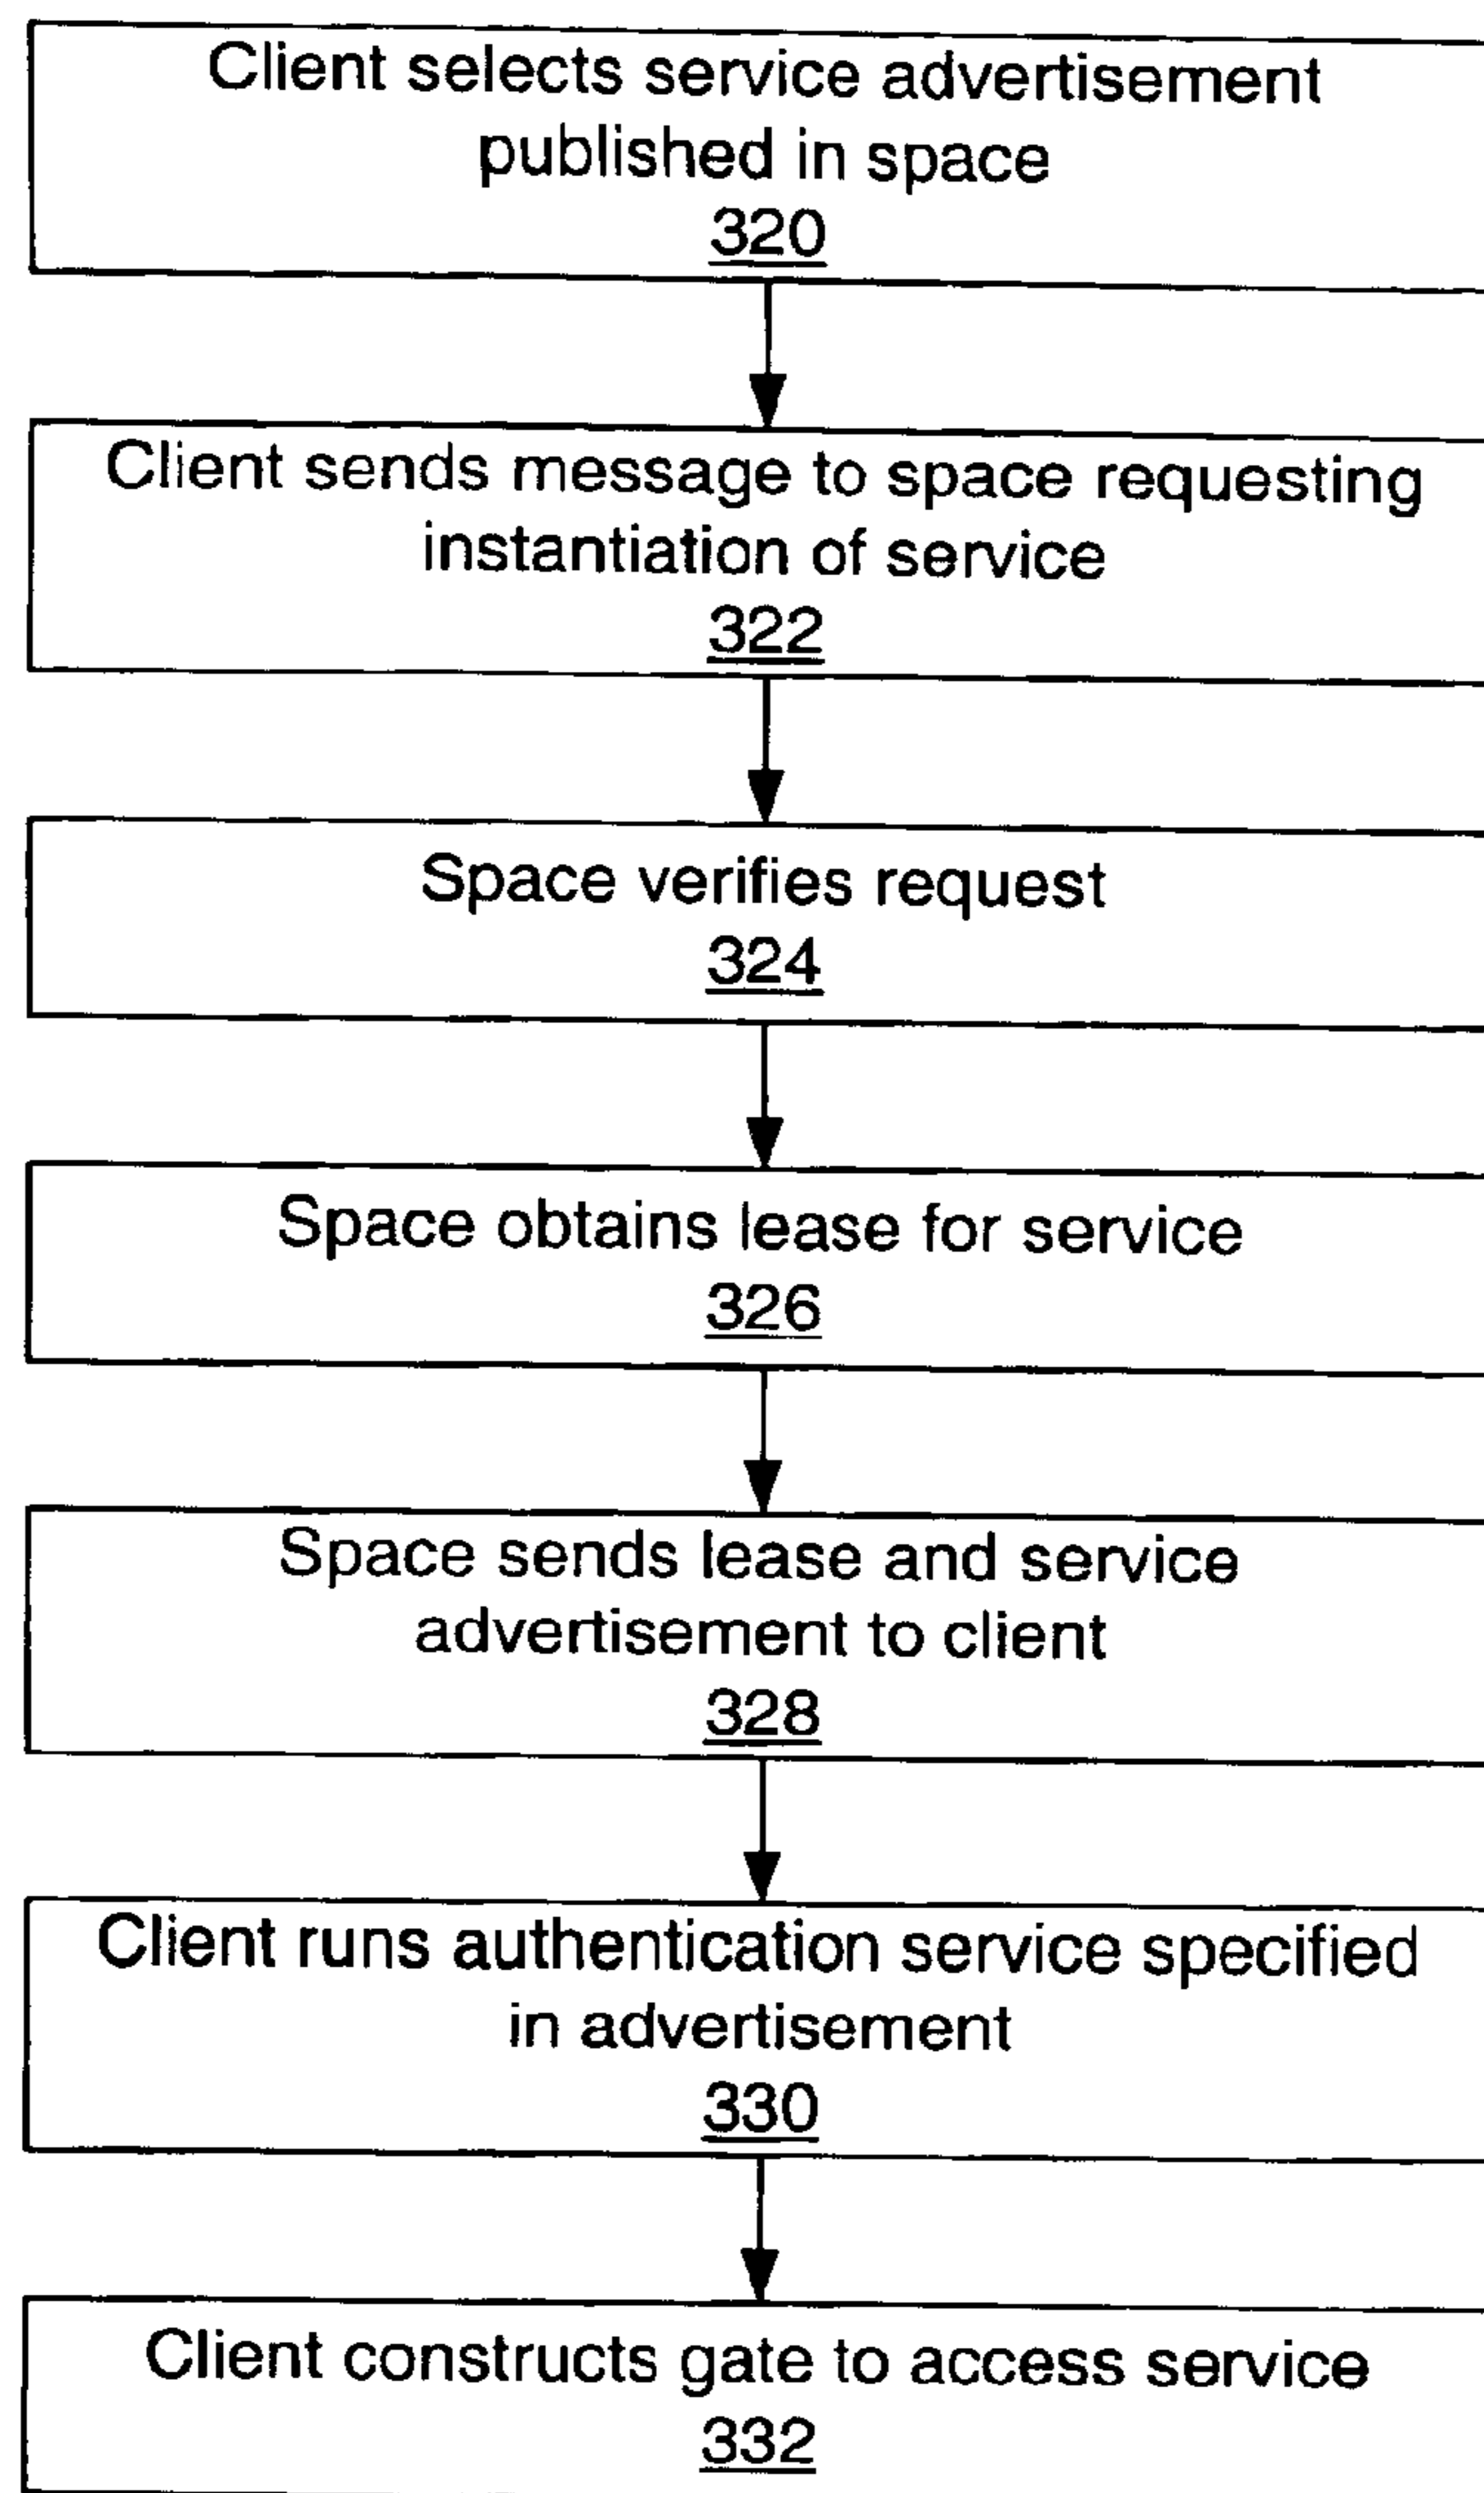 Client selects service advertisement
published in space
320
Client sends message to space requesting
instantiation of service
322
Space verifies request
324
Space obtains lease for service
326
Space sends lease and service
advertisement to client
328
Client runs authentication service specified
in advertisement
330
Client constructs gate to access service
332